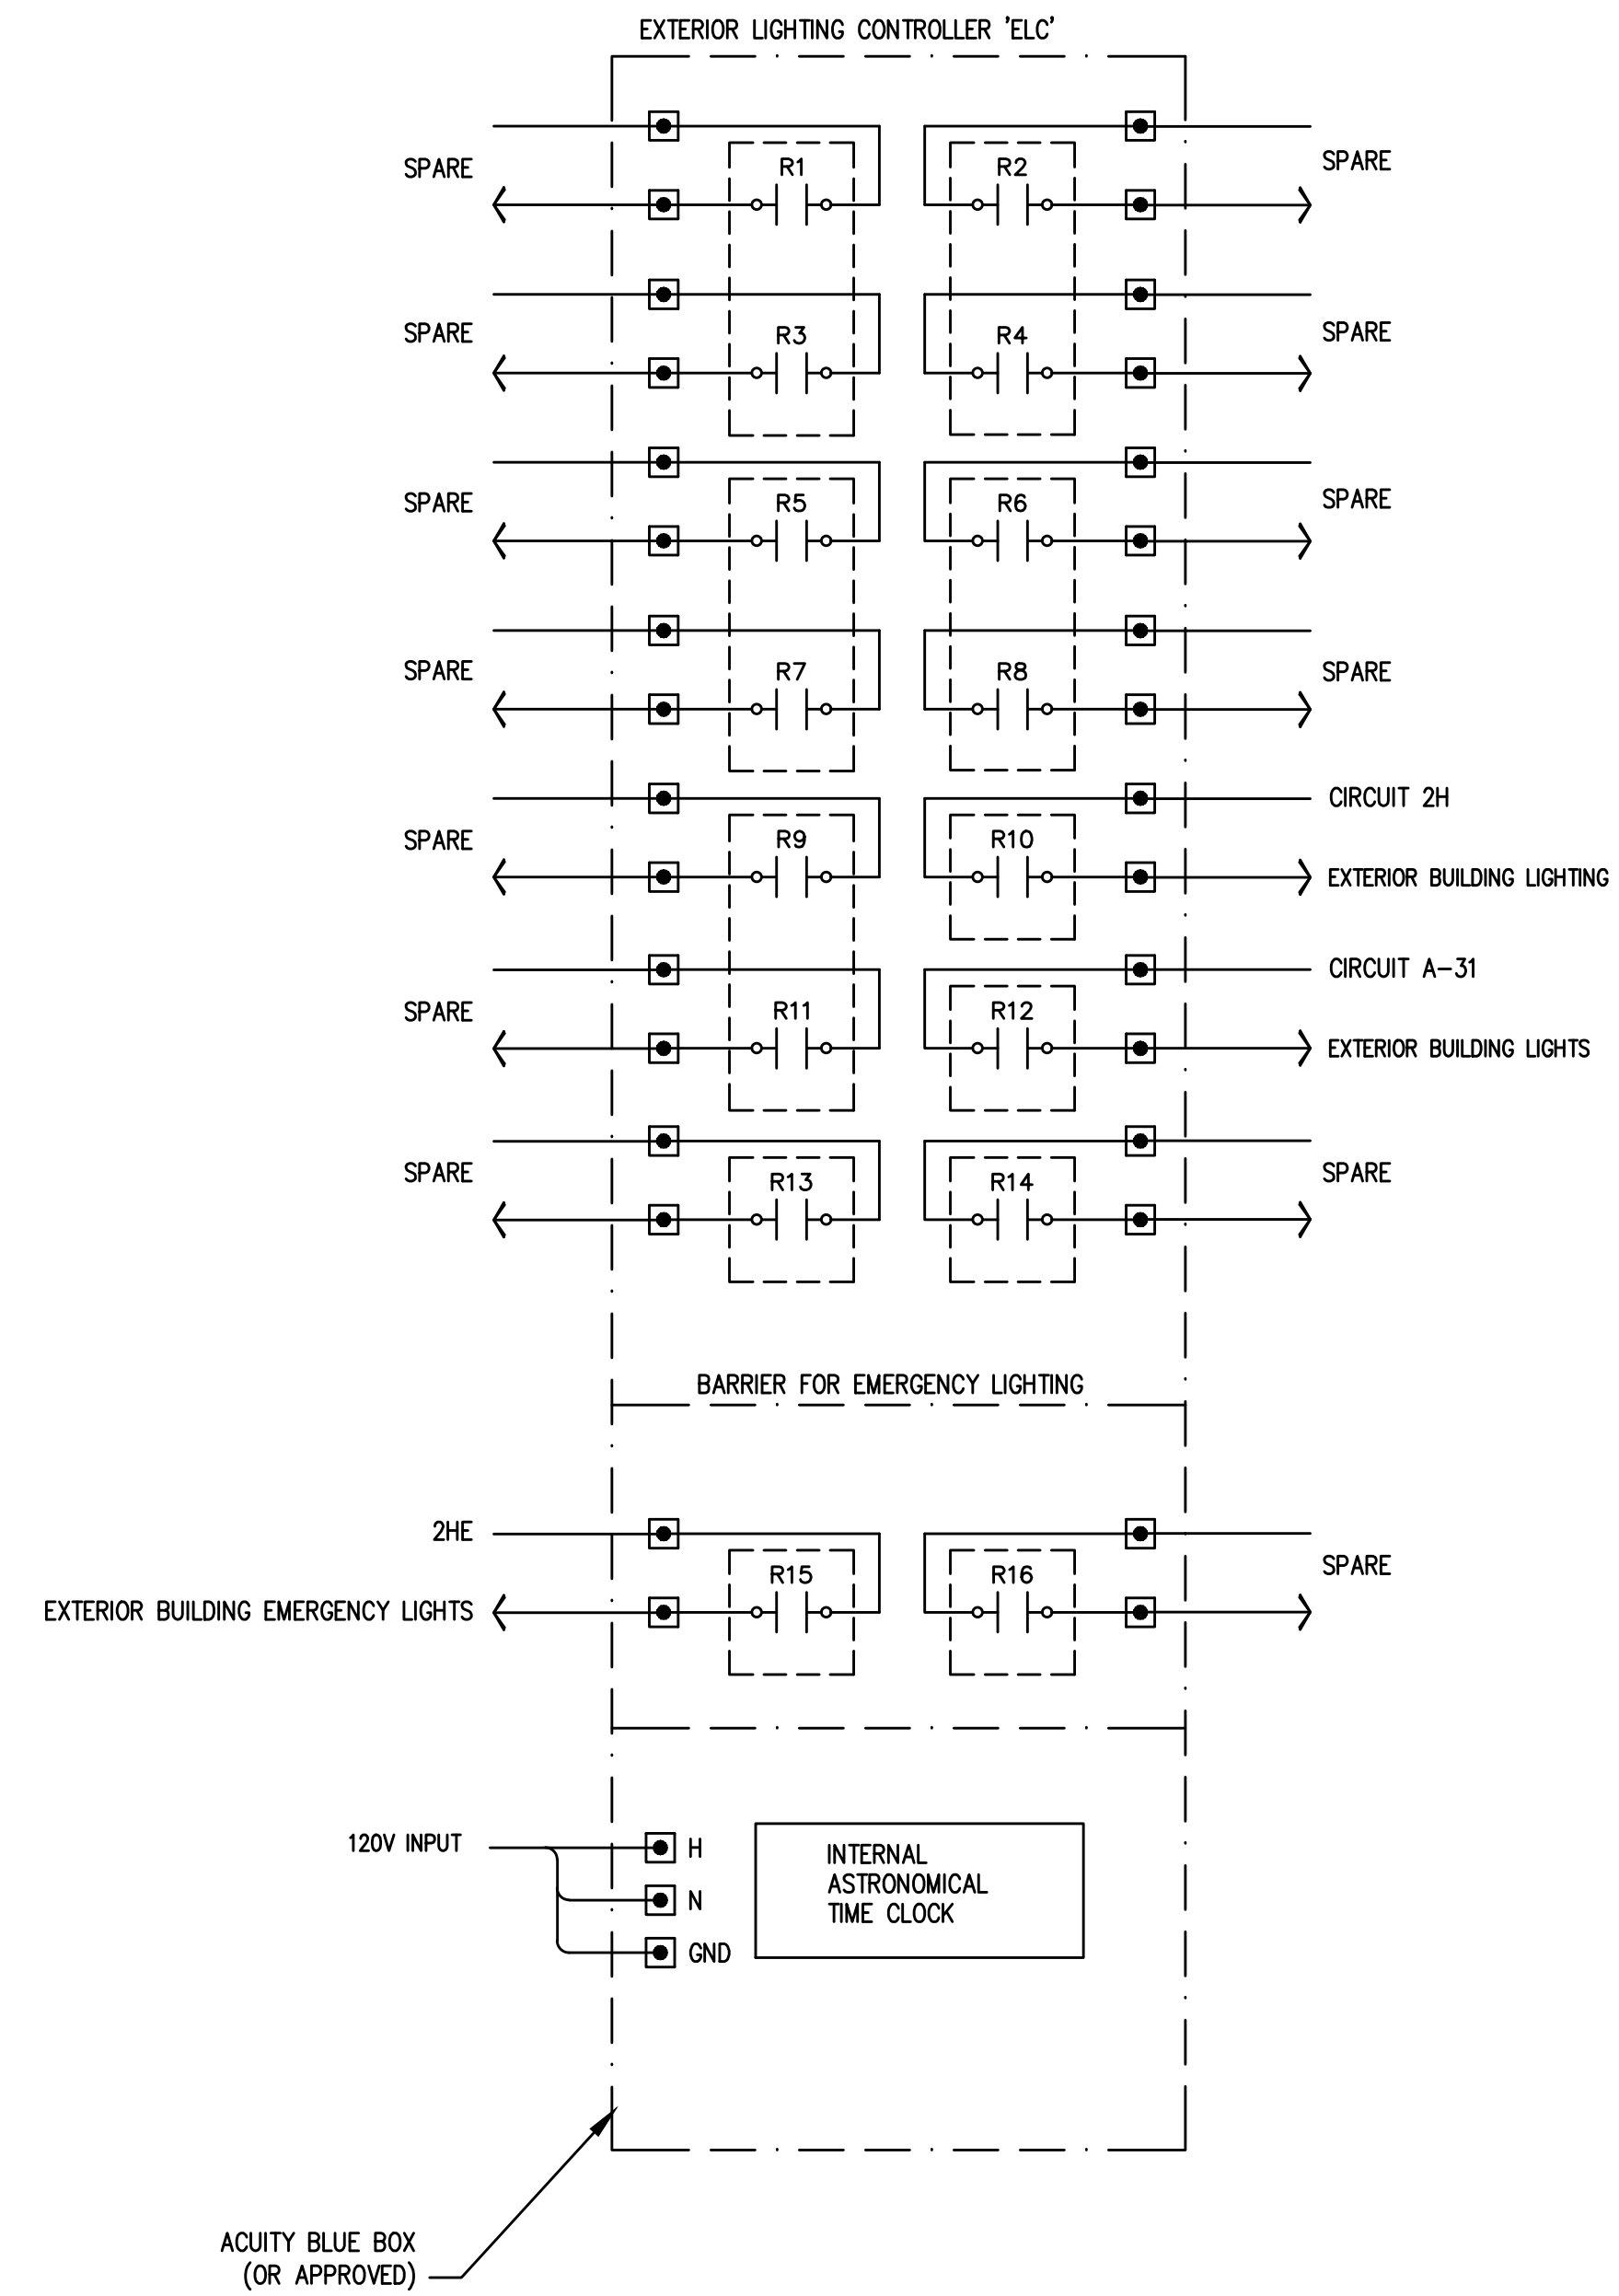 EXTERIOR LIGHTING CONTROLLER 'ELC'
SPARE
R1
R2
SPARE
SPARE
R3
R4
SPARE
SPARE
R5
R6
SPARE
SPARE
R7
R8
SPARE
CIRCUIT 2H
SPARE
R9
R10
EXTERIOR BUILDING LIGHTING
CIRCUIT A-31
SPARE
R11
R12
EXTERIOR BUILDING LIGHTS
SPARE
R13
R14
SPARE
BARRIER FOR EMERGENCY LIGHTING
2HE
R15
R16
SPARE
EXTERIOR BUILDING EMERGENCY LIGHTS
120V INPUT
H
N
GND
INTERNAL
ASTRONOMICAL
TIME CLOCK
ACUITY BLUE BOX
(OR APPROVED)